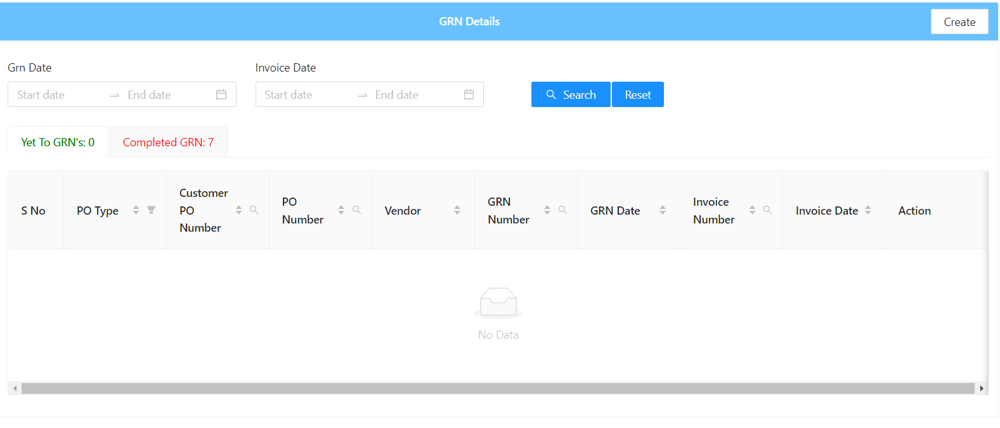 GRN Details
Create
Grn Date
Invoice Date
Start date
End date
Start date
End date
Search
Reset
Yet To GRN's: 0
Completed GRN: 7
S No
PO Type
Customer
PO
Number
PO
Number
Vendor
GRN
Number
GRN Date
Invoice
Number
Invoice Date
Action
No Data